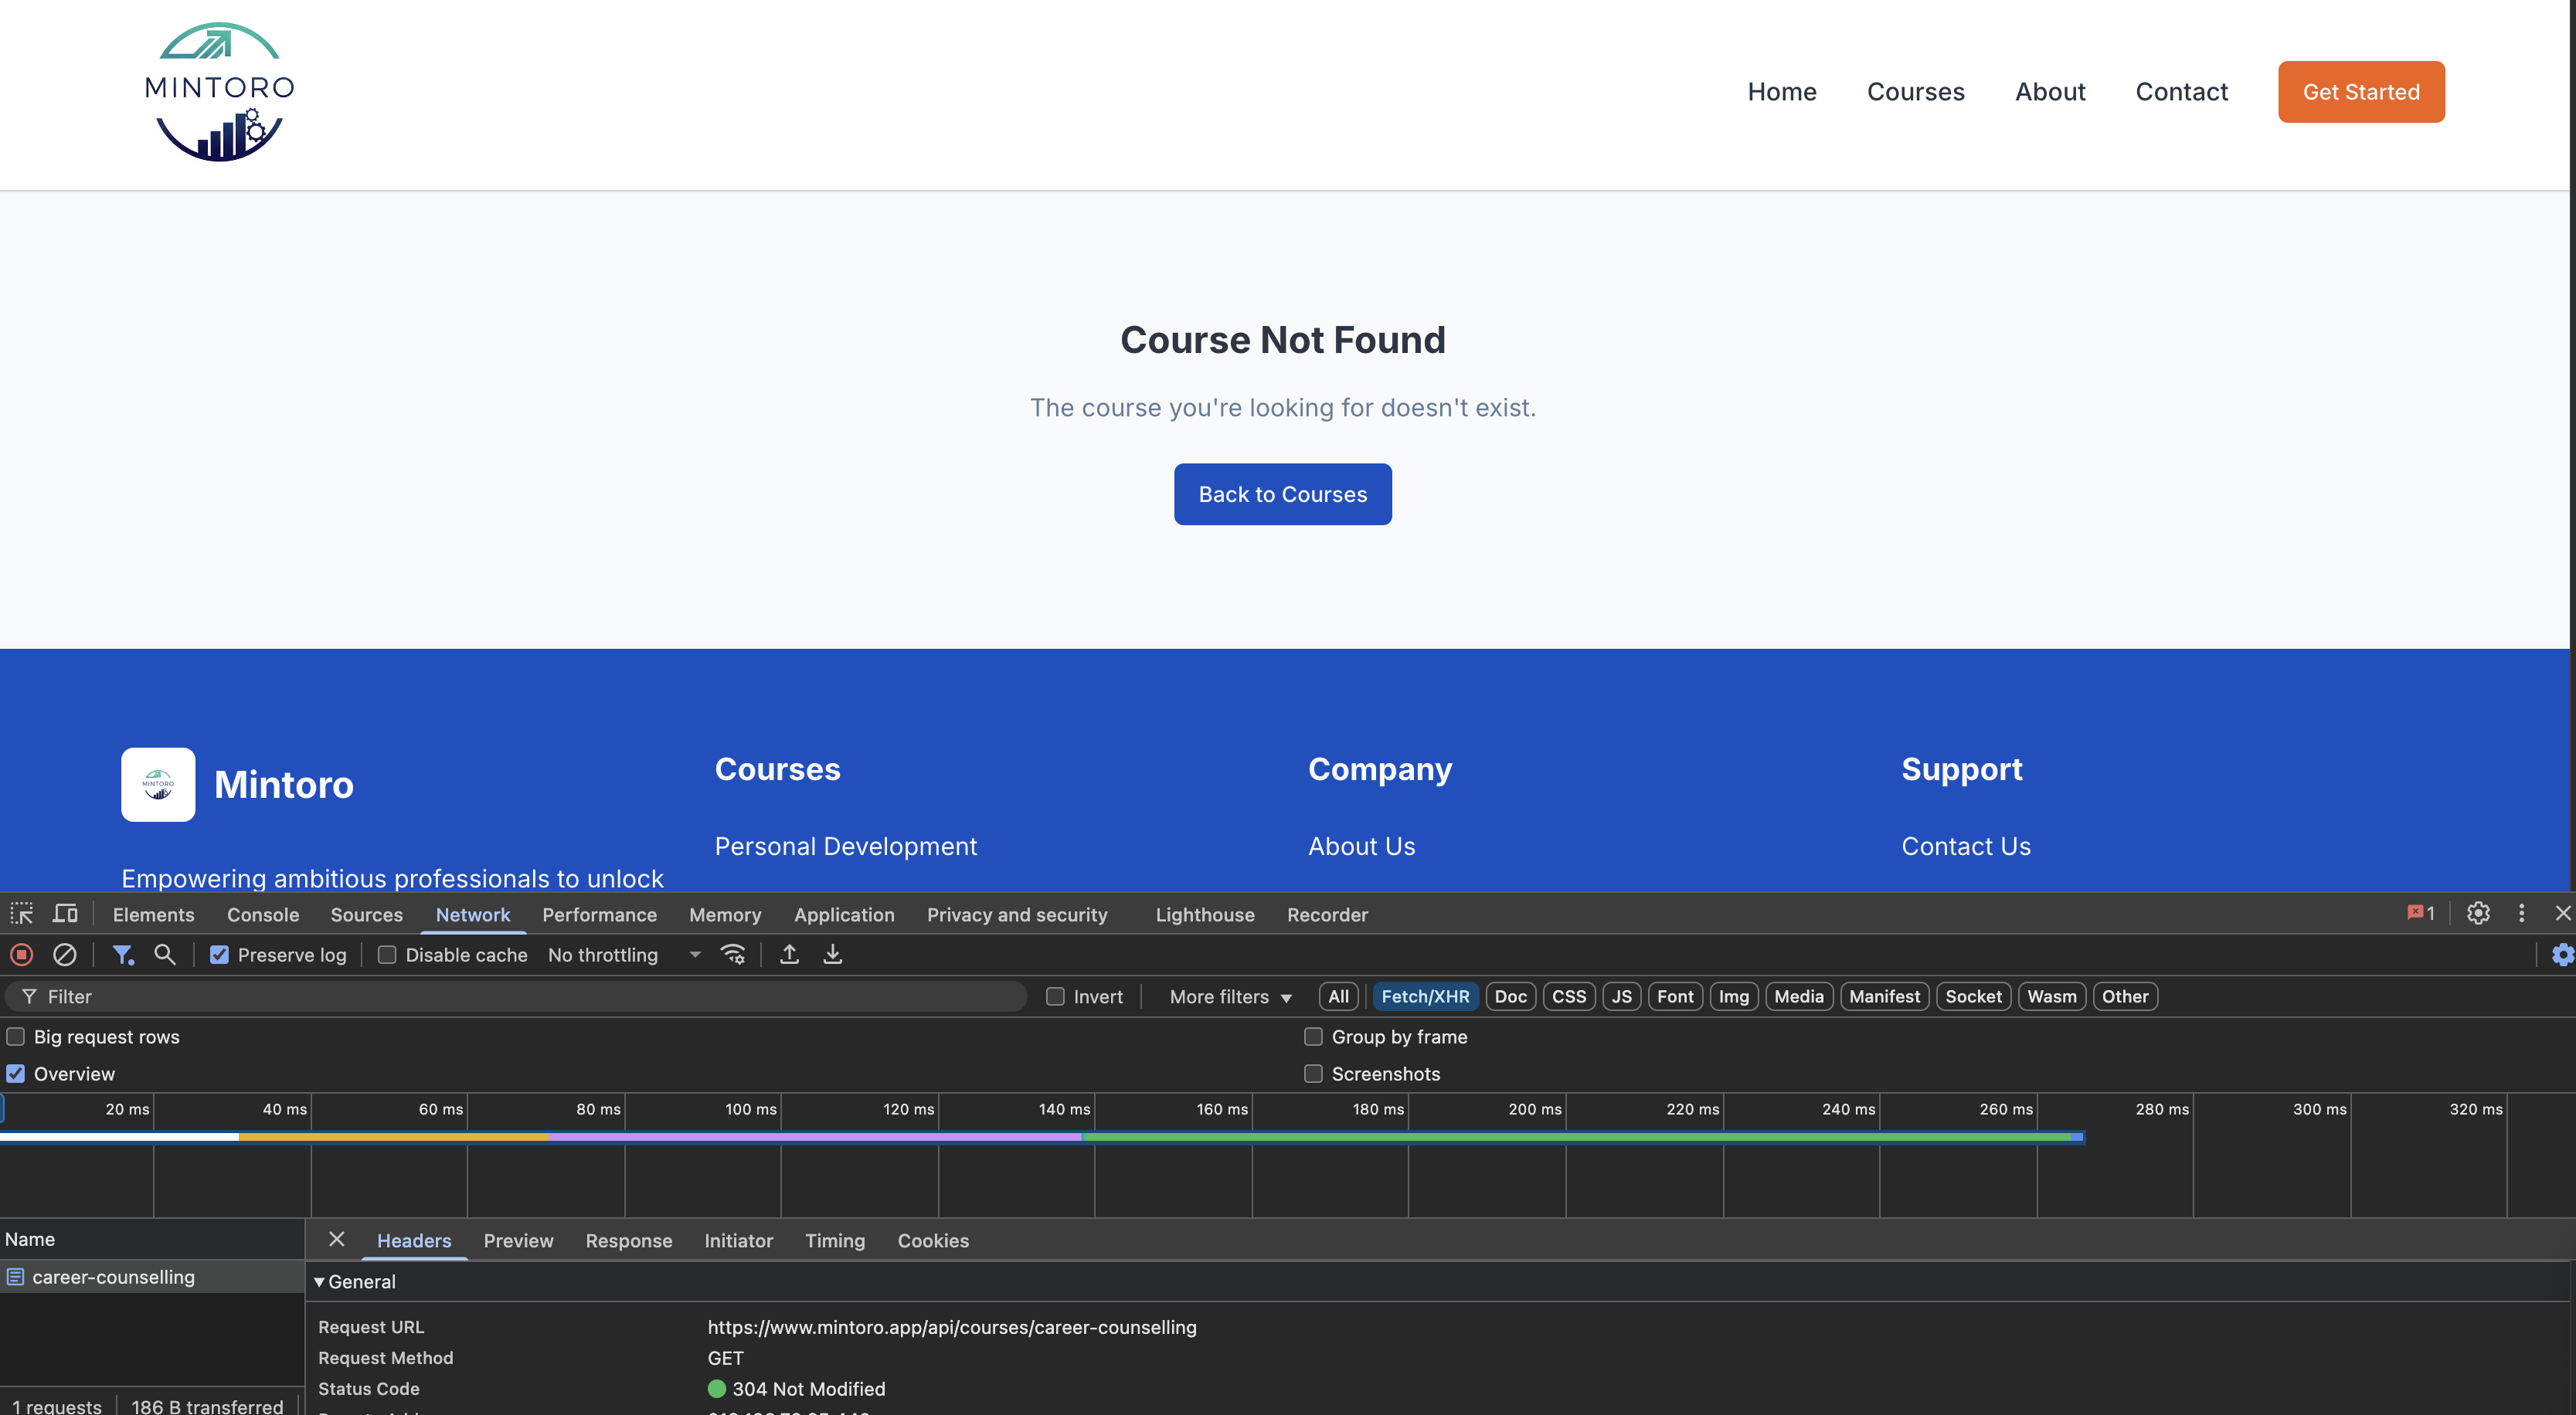 MINTORO
Home Courses About Contact Get Started
Course Not Found
The course you're looking for doesn't exist.
Back to Courses
MINTORO
Mintoro
Empowering ambitious professionals to unlock
Courses
Personal Development
Company
About Us
Support
Contact Us
Elements Console Sources Network Performance Memory Application Privacy and security Lighthouse Recorder 1
Preserve log Disable cache No throttling
Filter Invert More filters All Fetch/XHR Doc CSS JS Font Img Media Manifest Socket Wasm Other
Big request rows Group by frame
Overview Screenshots
20 ms 40 ms 60 ms 80 ms 100 ms 120 ms 140 ms 160 ms 180 ms 200 ms 220 ms 240 ms 260 ms 280 ms 300 ms 320 ms
Name Headers Preview Response Initiator Timing Cookies
career-counselling General
Request URL https://www.mintoro.app/api/courses/career-counselling
Request Method GET
Status Code 304 Not Modified
1 requests 186 B transferred